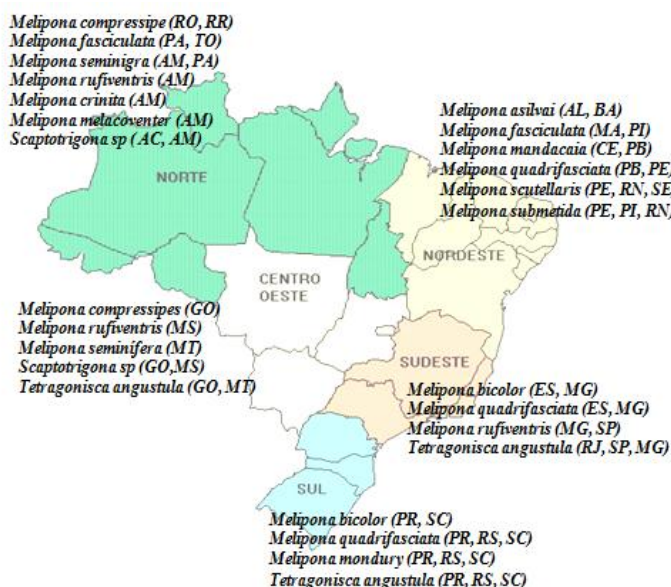 Melipona compressipe (RO, RR)
Melipona fasciculata (PA, TO)
Melipona seminigra (AM, PA)
Melipona rufiventris (AM)
Melipona crinita (AM)
Melipona melacoventer (AM)
Scaptotrigona sp (AC, AM)
NORTE
Melipona asilvai (AL, BA)
Melipona fasciculata (MA, PI)
Melipona mandacaia (CE, PB)
Melipona quadrifasciata (PB, PE)
Melipona scutellaris (PE, RN, SE
Melipona submetida (PE, PI, RN,
NORDESTE
CENTRO
OESTE
Melipona compressipes (GO)
Melipona rufiventris (MS)
Melipona seminifera (MT)
Scaptotrigona sp (GO,MS)
Tetragonisca angustula (GO, MT)
SUDESTE
Melipona bicolor (ES, MG)
Melipona quadrifasciata (ES, MG)
Melipona rufiventris (MG, SP)
Tetragonisca angustula (RJ, SP, MG)
SUL
Melipona bicolor (PR, SC)
Melipona quadrifasciata (PR, RS, SC)
Melipona mondury (PR, RS, SC)
Tetragonisca angustula (PR, RS, SC)